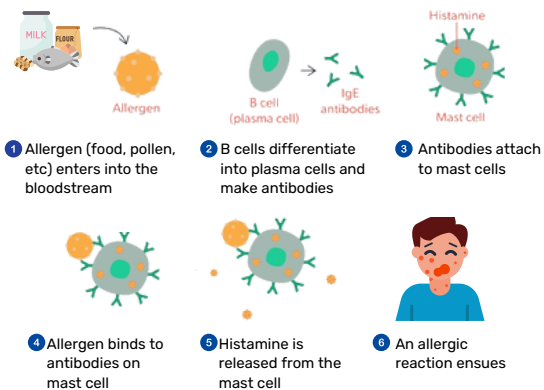 MILK
FLOUR
Allergen
B cell
(plasma cell)
IgE
antibodies
Histamine
Mast cell
1 Allergen (food, pollen,
etc) enters into the
bloodstream
2 B cells differentiate
into plasma cells and
make antibodies
3 Antibodies attach
to mast cells
4 Allergen binds to
antibodies on
mast cell
5 Histamine is
released from the
mast cell
6 An allergic
reaction ensues